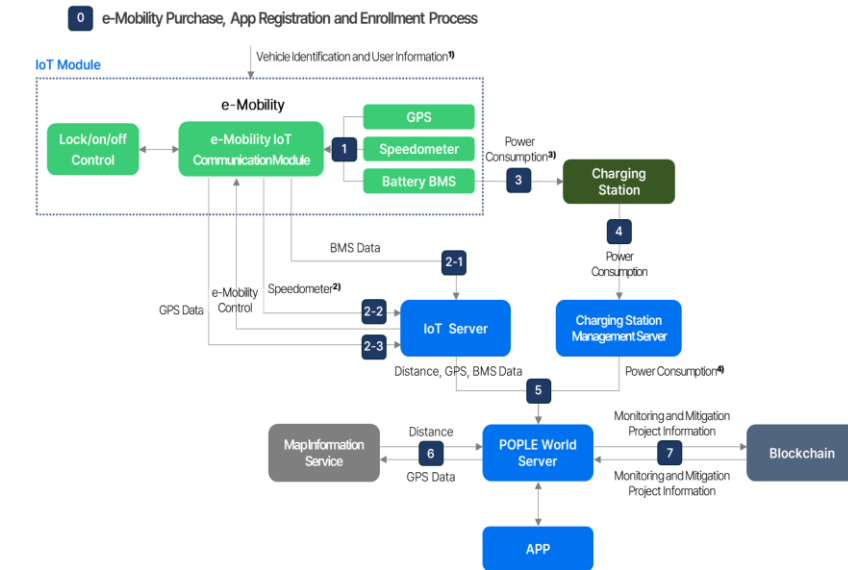 0 e-Mobility Purchase, App Registration and Enrollment Process
Vehicle Identification and User Information1)
IoT Module
e-Mobility
Lock/on/off
Control
e-Mobility IoT
Communication Module
1
GPS
Speedometer
Battery BMS
Power
Consumption3)
3
Charging
Station
4
Power
Consumption
BMS Data
2-1
GPS Data
e-Mobility
Control
Speedometer2)
2-2
2-3
IoT Server
Charging Station
Management Server
Distance, GPS, BMS Data
Power Consumption4)
5
Map Information
Service
Distance
6
GPS Data
POPLE World
Server
Monitoring and Mitigation
Project Information
7
Monitoring and Mitigation
Project Information
Blockchain
APP